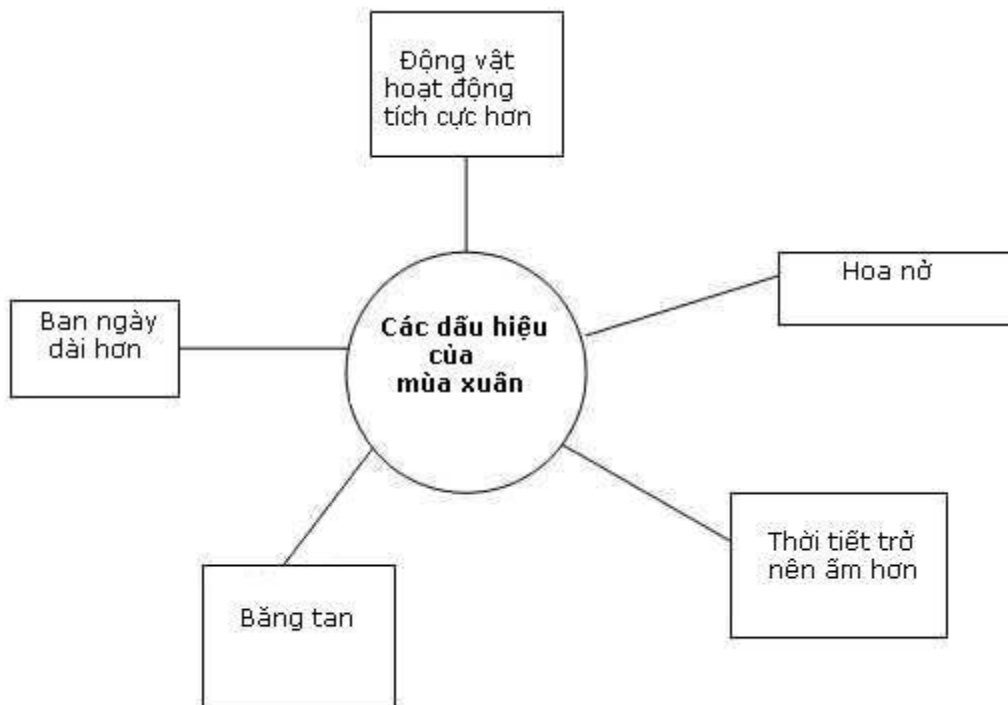 Động vật
hoạt động
tích cực hơn
Hoa nở
Ban ngày
dài hơn
Các dấu hiệu
của
mùa xuân
Thời tiết trở
nên ấm hơn
Băng tan